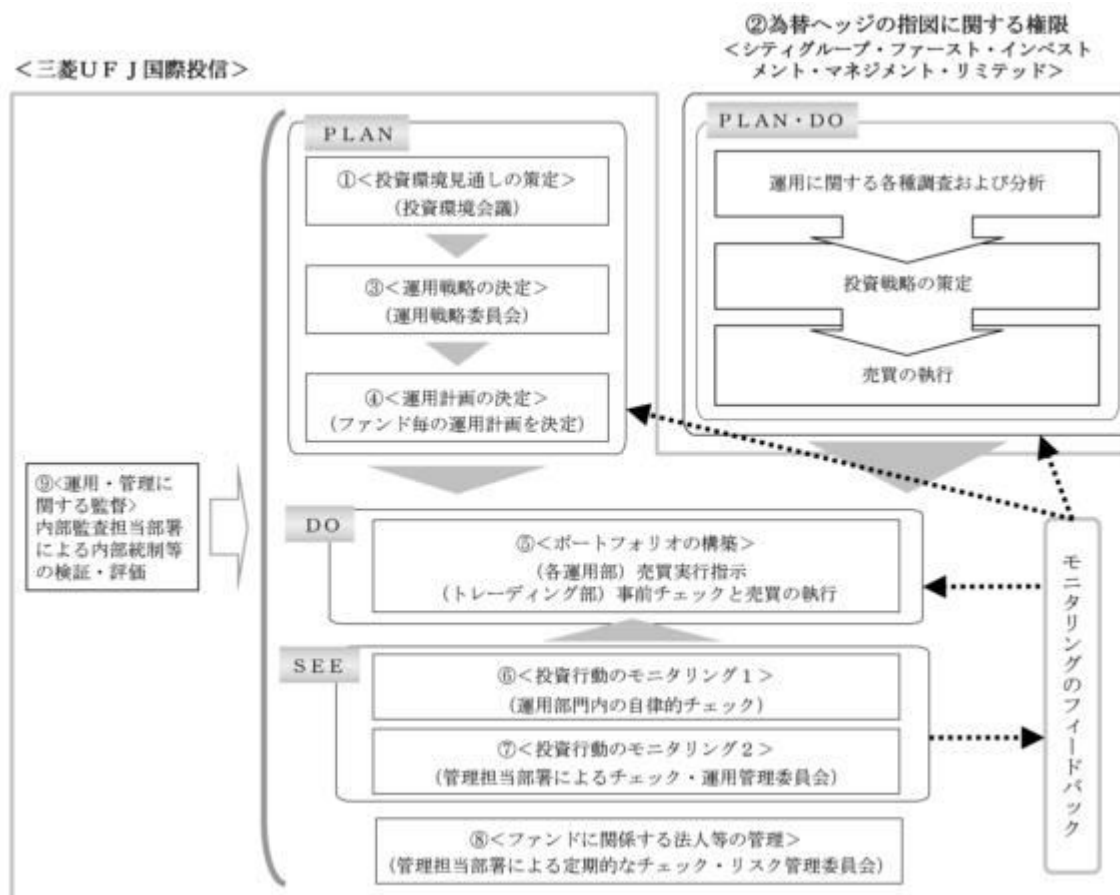 ②為替ヘッジの指図に関する権限
<シティグループ・ファースト・インベスト
メント・マネジメント・リミテッド>
<三菱ＵＦＪ国際投信>
ＰＬＡＮ
①<投資環境見通しの策定>
(投資環境会議)
③<運用戦略の決定>
(運用戦略委員会)
④<運用計画の決定>
(ファンド毎の運用計画を決定)
ＰＬＡＮ・ＤＯ
運用に関する各種調査および分析
投資戦略の策定
売買の執行
⑨<運用・管理に
関する監督>
内部監査担当部署
による内部統制等
の検証・評価
ＤＯ
⑤<ポートフォリオの構築>
(各運用部) 売買実行指示
(トレーディング部) 事前チェックと売買の執行
ＳＥＥ
⑥<投資行動のモニタリング１>
(運用部門内の自律的チェック)
⑦<投資行動のモニタリング２>
(管理担当部署によるチェック・運用管理委員会)
⑧<ファンドに関係する法人等の管理>
(管理担当部署による定期的なチェック・リスク管理委員会)
モニタリングのフィードバック